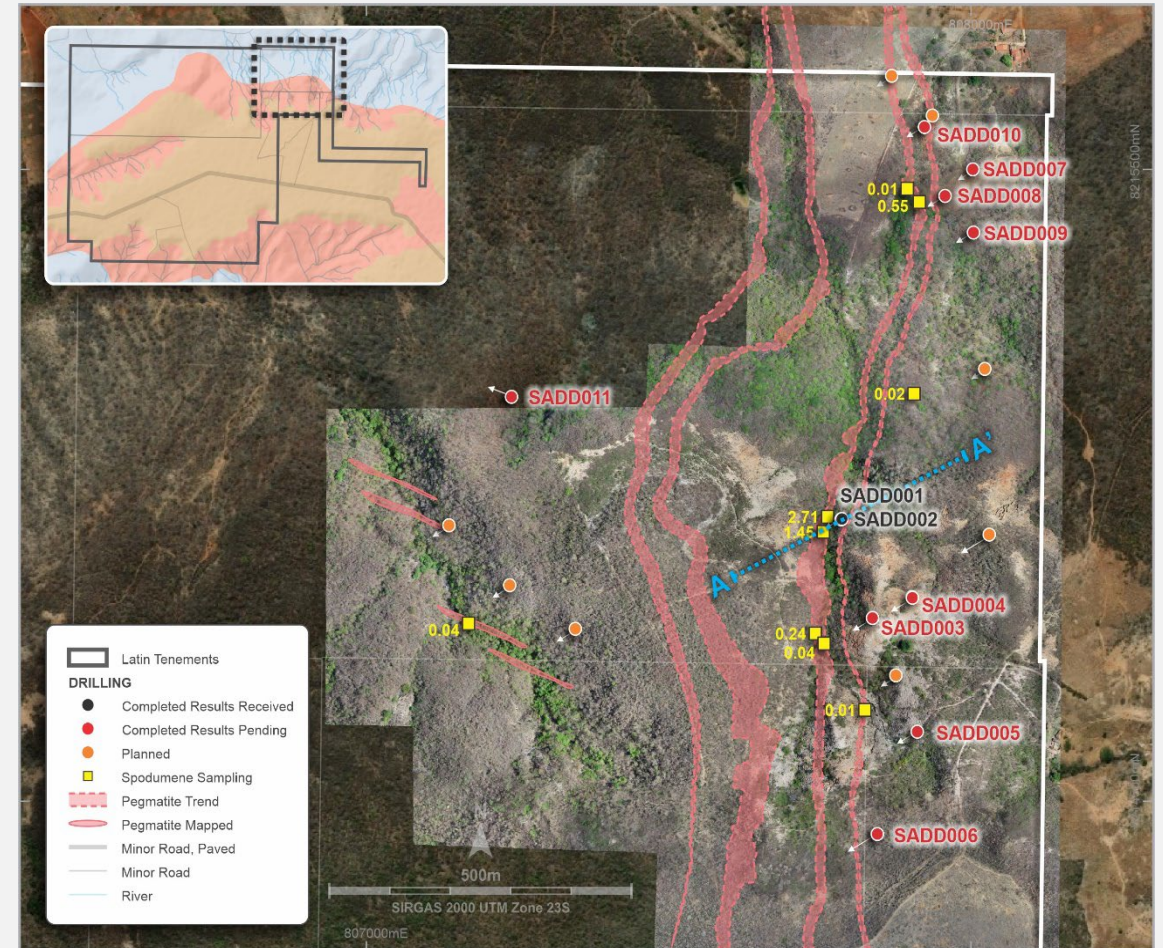 803000mE
SADD010
SADD007
8215500mN
0.01
SADD008
0.55
SADD009
SADD011
0.02
A'
SADD001
2.71
SADD002
1.45
A
SADD004
0.04
0.24
SADD003
0.04
0.01
SADD005
SADD006
Latin Tenements
DRILLING
Completed Results Received
Completed Results Pending
Planned
Spodumene Sampling
Pegmatite Trend
Pegmatite Mapped
Minor Road, Paved
Minor Road
River
500m
SIRGAS 2000 UTM Zone 23S
807000mE